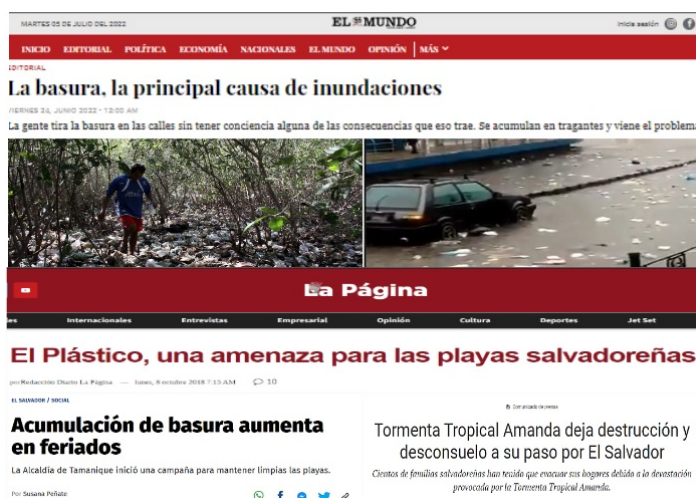 MARTES 05 DE JULIO DEL 2022
EL MUNDO
Inicia sesión
INICIO EDITORIAL POLÍTICA ECONOMÍA NACIONALES EL MUNDO OPINIÓN MÁS
EDITORIAL
La basura, la principal causa de inundaciones
VIERNES 24, JUNIO 2022 - 12:00 AM
La gente tira la basura en las calles sin tener conciencia alguna de las consecuencias que eso trae. Se acumulan en tragantes y viene el problema
La Página
les Internacionales Entrevistas Empresarial Opinión Cultura Deportes Jet Set
El Plástico, una amenaza para las playas salvadoreñas
por Redacción Diario La Página — lunes, 8 octubre 2018 7:15 AM 10
EL SALVADOR / SOCIAL
Acumulación de basura aumenta
en feriados
La Alcaldía de Tamanique inició una campaña para mantener limpias las playas.
Por Susana Peñate
Comunicado de prensa
Tormenta Tropical Amanda deja destrucción y
desconsuelo a su paso por El Salvador
Cientos de familias salvadoreñas han tenido que evacuar sus hogares debido a la devastación
provocada por la Tormenta Tropical Amanda.